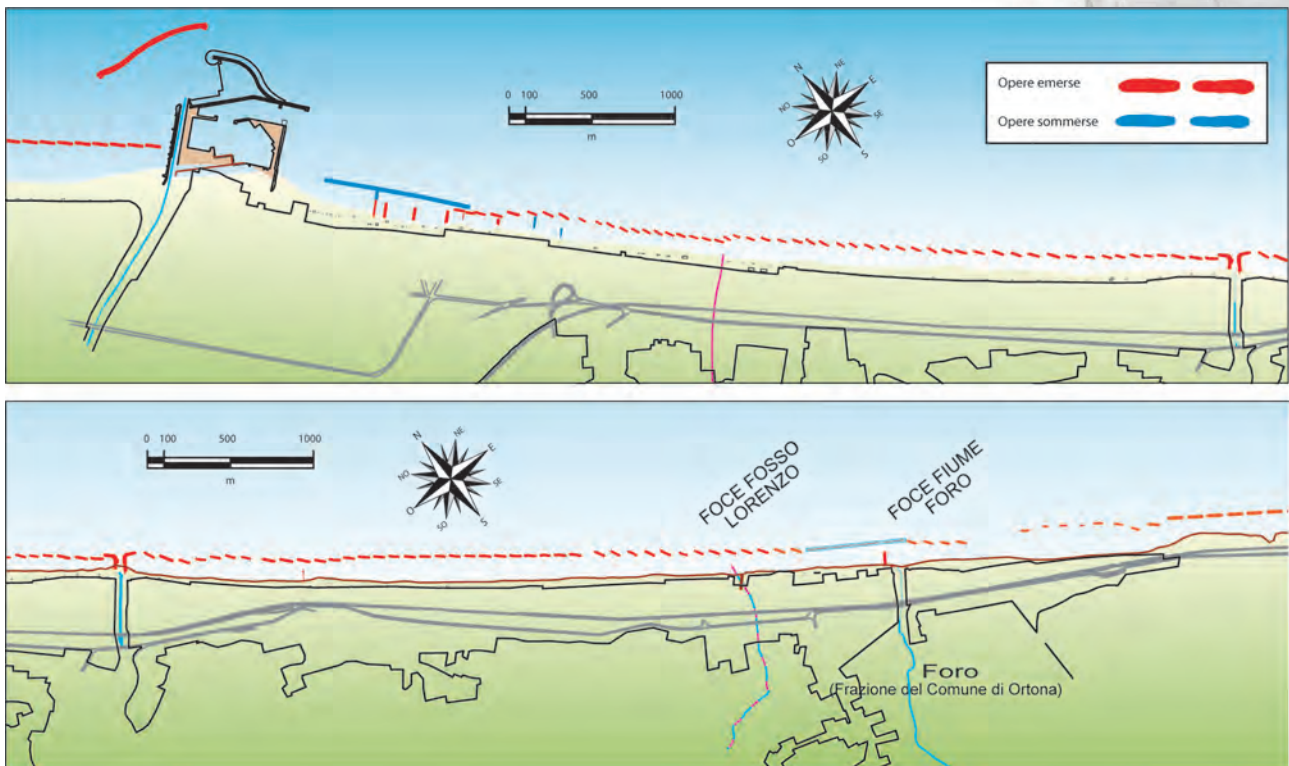 N
NE
E
SE
S
SO
O
NO
0 100 500 1000
m
Opere emerse
Opere sommerse
0 100 500 1000
m
N
NE
E
SE
S
SO
O
NO
FOCE FOSSO
LORENZO
FOCE FIUME
FORO
Foro
(Frazione del Comune di Ortona)